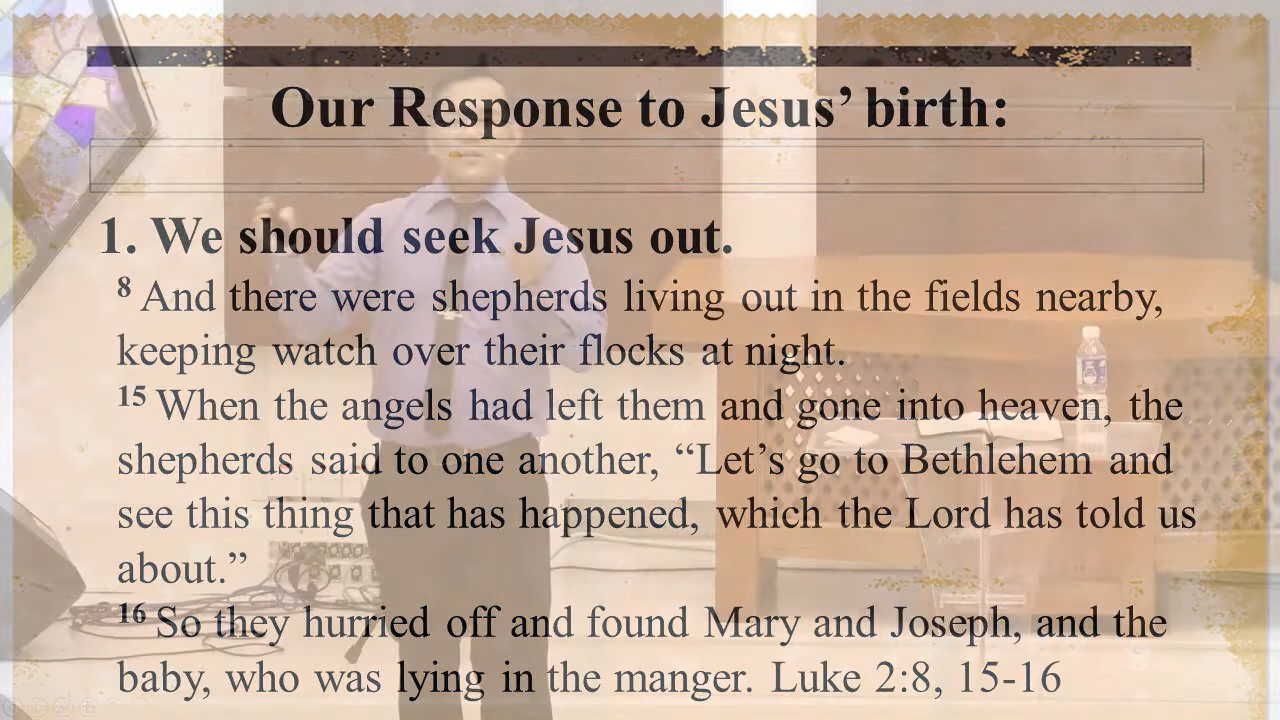 Our Response to Jesus’ birth:
1. We should seek Jesus out.
8 And there were shepherds living out in the fields nearby,
keeping watch over their flocks at night.
15 When the angels had left them and gone into heaven, the
shepherds said to one another, “Let’s go to Bethlehem and
see this thing that has happened, which the Lord has told us
about.”
16 So they hurried off and found Mary and Joseph, and the
baby, who was lying in the manger. Luke 2:8, 15-16